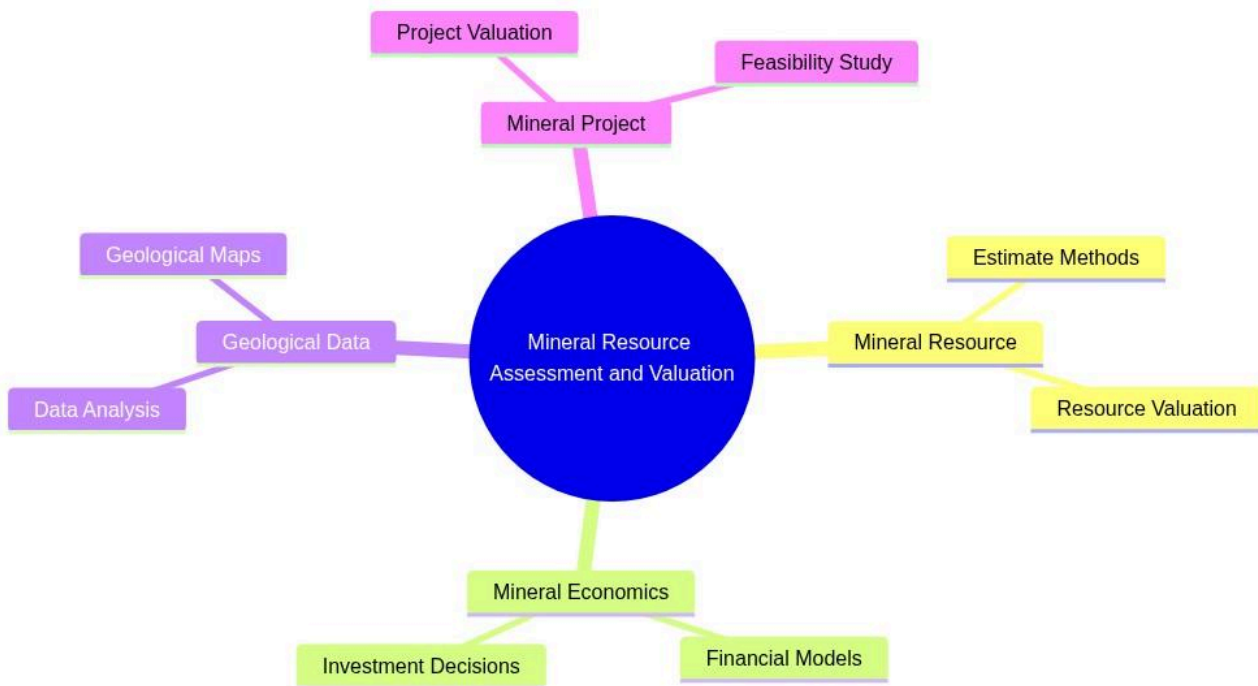 Project Valuation
Feasibility Study
Mineral Project
Geological Maps
Estimate Methods
Geological Data
Mineral Resource
Assessment and Valuation
Mineral Resource
Data Analysis
Resource Valuation
Mineral Economics
Investment Decisions
Financial Models